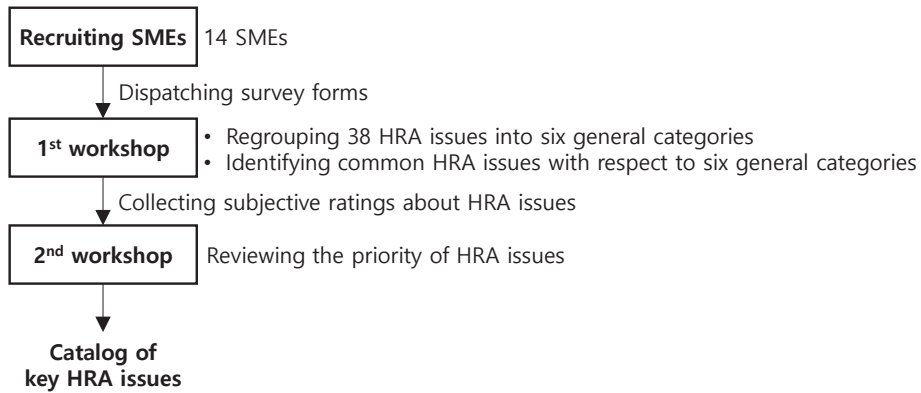 Recruiting SMEs 14 SMEs
Dispatching survey forms
1st workshop
• Regrouping 38 HRA issues into six general categories
• Identifying common HRA issues with respect to six general categories
Collecting subjective ratings about HRA issues
2nd workshop Reviewing the priority of HRA issues
Catalog of
key HRA issues